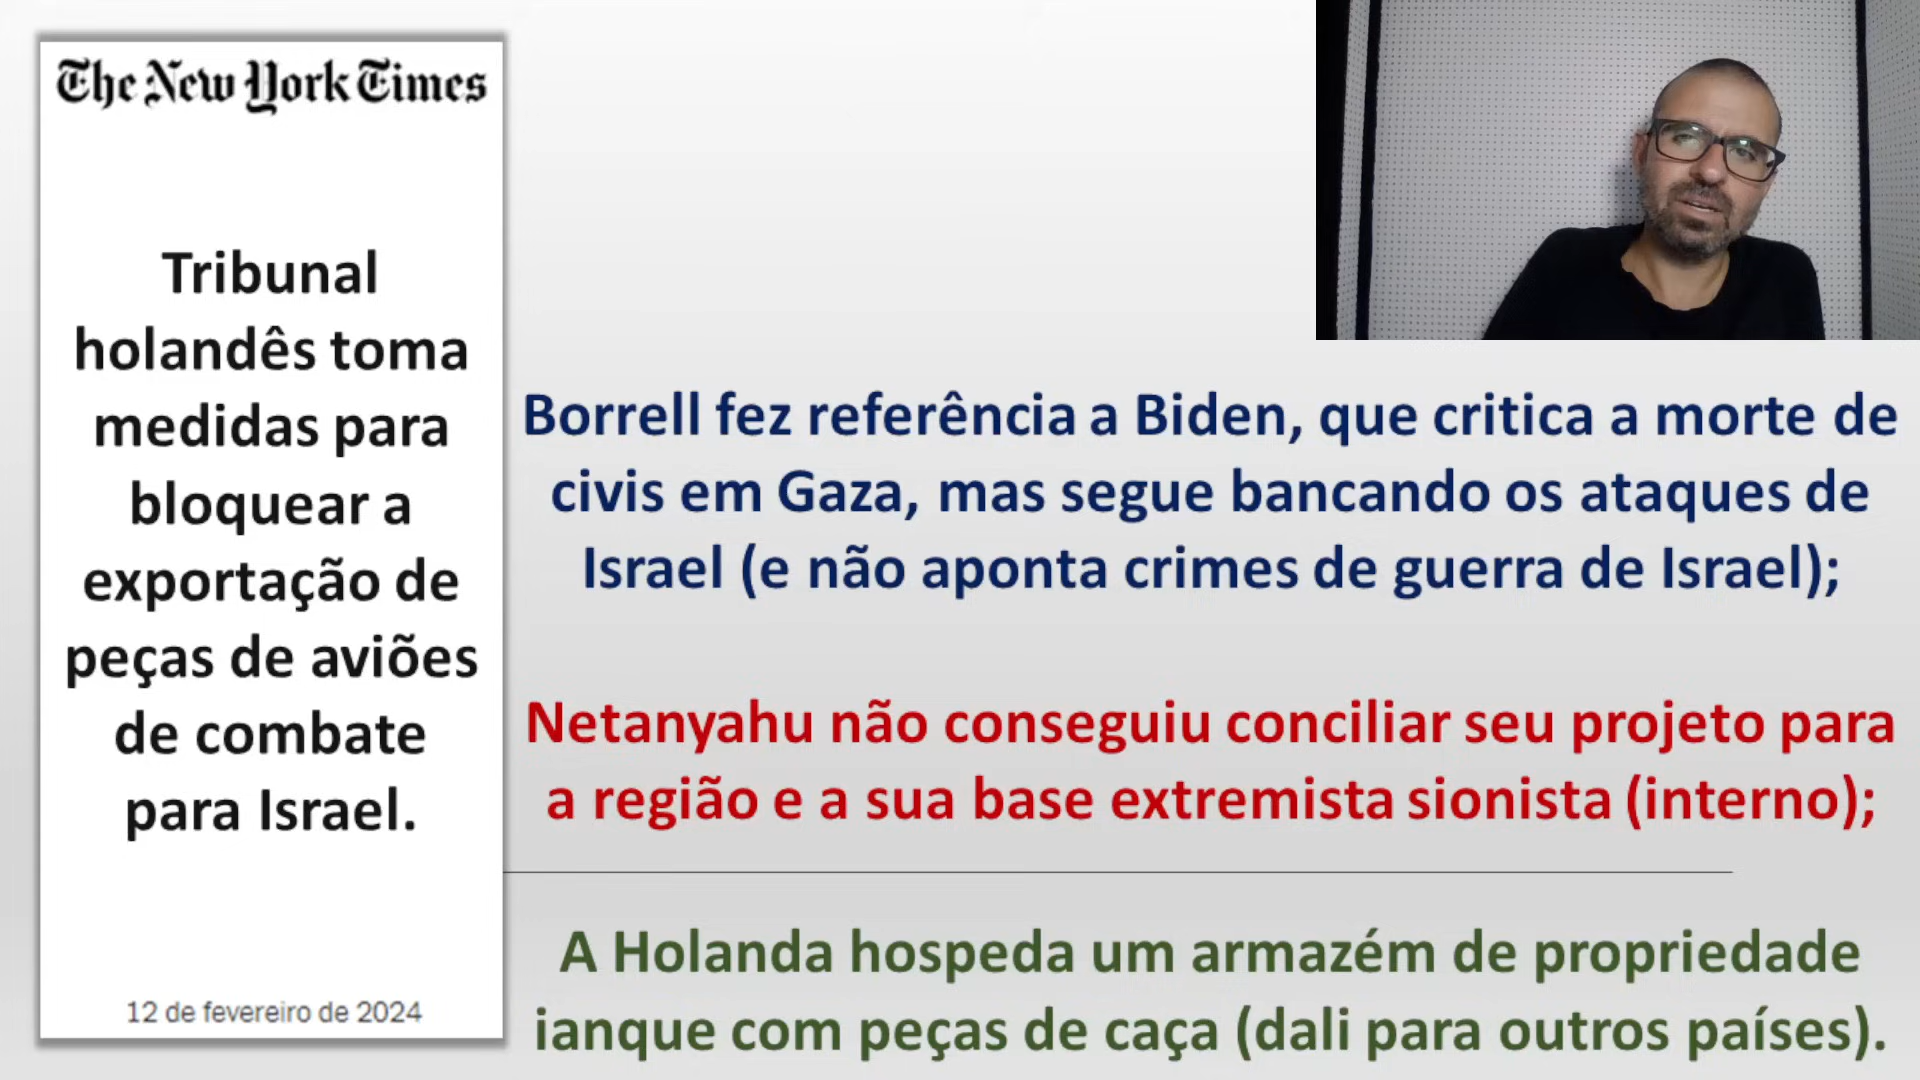 The New York Times
Tribunal
holandês toma
medidas para
bloquear a
exportação de
peças de aviões
de combate
para Israel.
12 de fevereiro de 2024
Borrell fez referência a Biden, que critica a morte de
civis em Gaza, mas segue bancando os ataques de
Israel (e não aponta crimes de guerra de Israel);
Netanyahu não conseguiu conciliar seu projeto para
a região e a sua base extremista sionista (interno);
A Holanda hospeda um armazém de propriedade
ianque com peças de caça (dali para outros países).